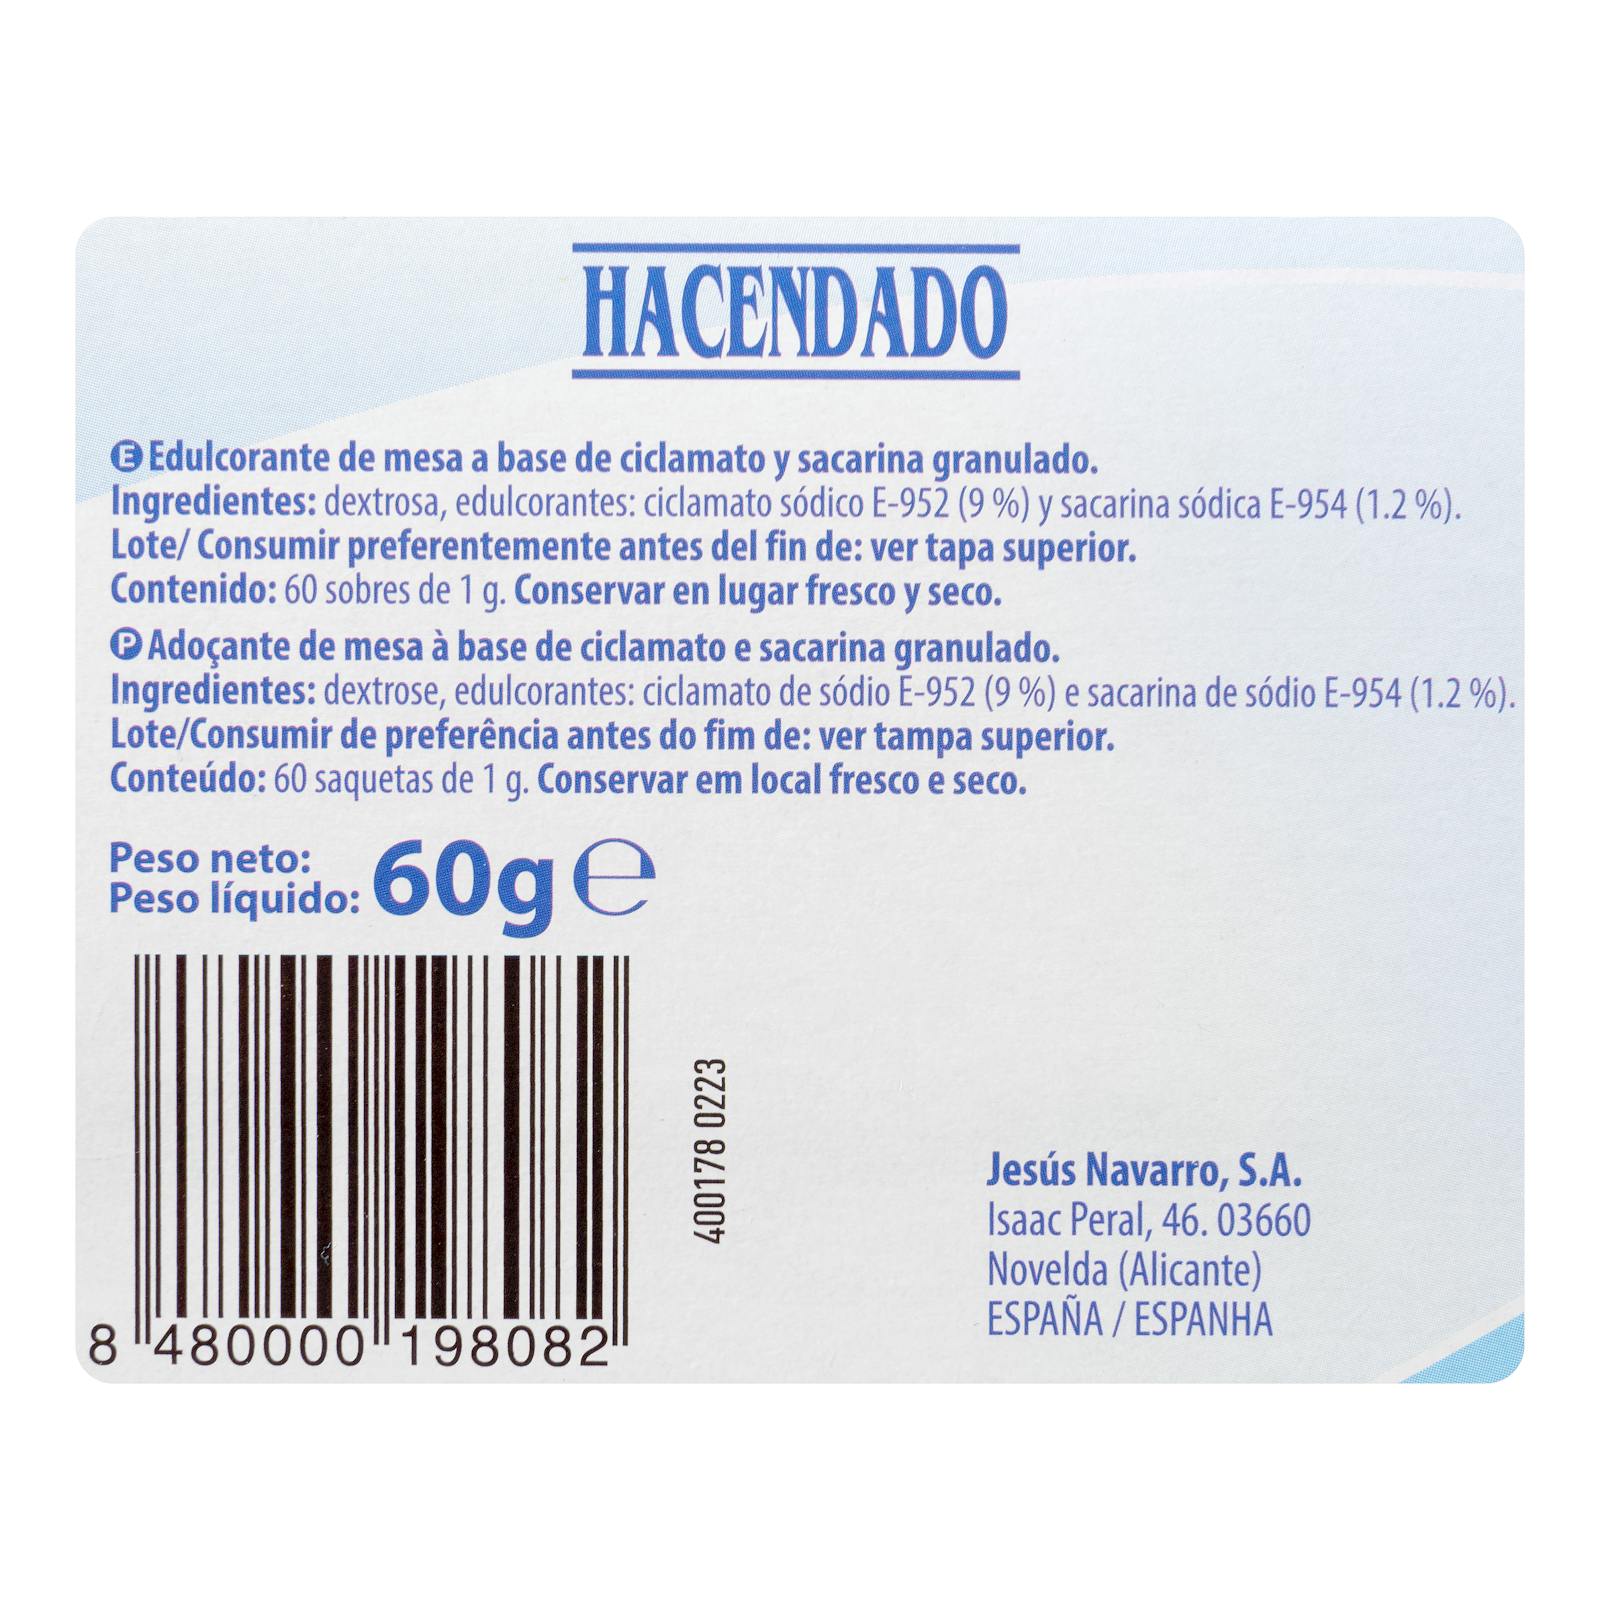 HACENDADO
E Edulcorante de mesa a base de ciclamato y sacarina granulado.
Ingredientes: dextrosa, edulcorantes: ciclamato sódico E-952 (9 %) y sacarina sódica E-954 (1.2 %).
Lote/ Consumir preferentemente antes del fin de: ver tapa superior.
Contenido: 60 sobres de 1 g. Conservar en lugar fresco y seco.
P Adoçante de mesa à base de ciclamato e sacarina granulado.
Ingredientes: dextrose, edulcorantes: ciclamato de sódio E-952 (9 %) e sacarina de sódio E-954 (1.2 %).
Lote/Consumir de preferência antes do fim de: ver tampa superior.
Conteúdo: 60 saquetas de 1 g. Conservar em local fresco e seco.
Peso neto:
Peso líquido: 60g ℮
8 480000 198082
400178 0223
Jesús Navarro, S.A.
Isaac Peral, 46. 03660
Novelda (Alicante)
ESPAÑA / ESPANHA